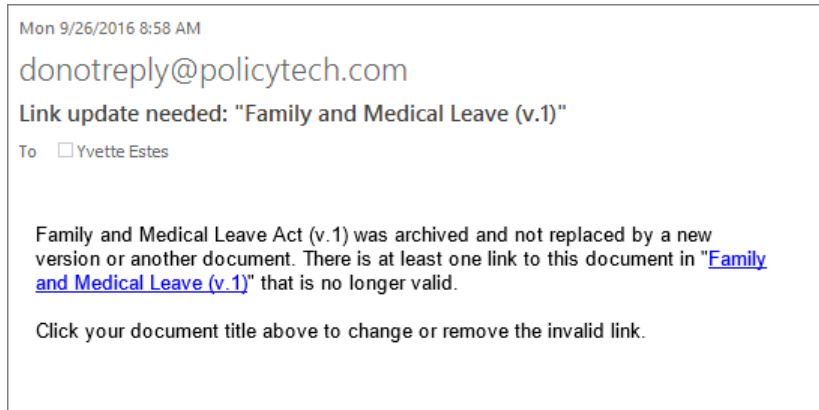 Mon 9/26/2016 8:58 AM
donotreply@policytech.com
Link update needed: "Family and Medical Leave (v.1)"
To Yvette Estes
Family and Medical Leave Act (v.1) was archived and not replaced by a new
version or another document. There is at least one link to this document in "Family
and Medical Leave (v.1)" that is no longer valid.
Click your document title above to change or remove the invalid link.